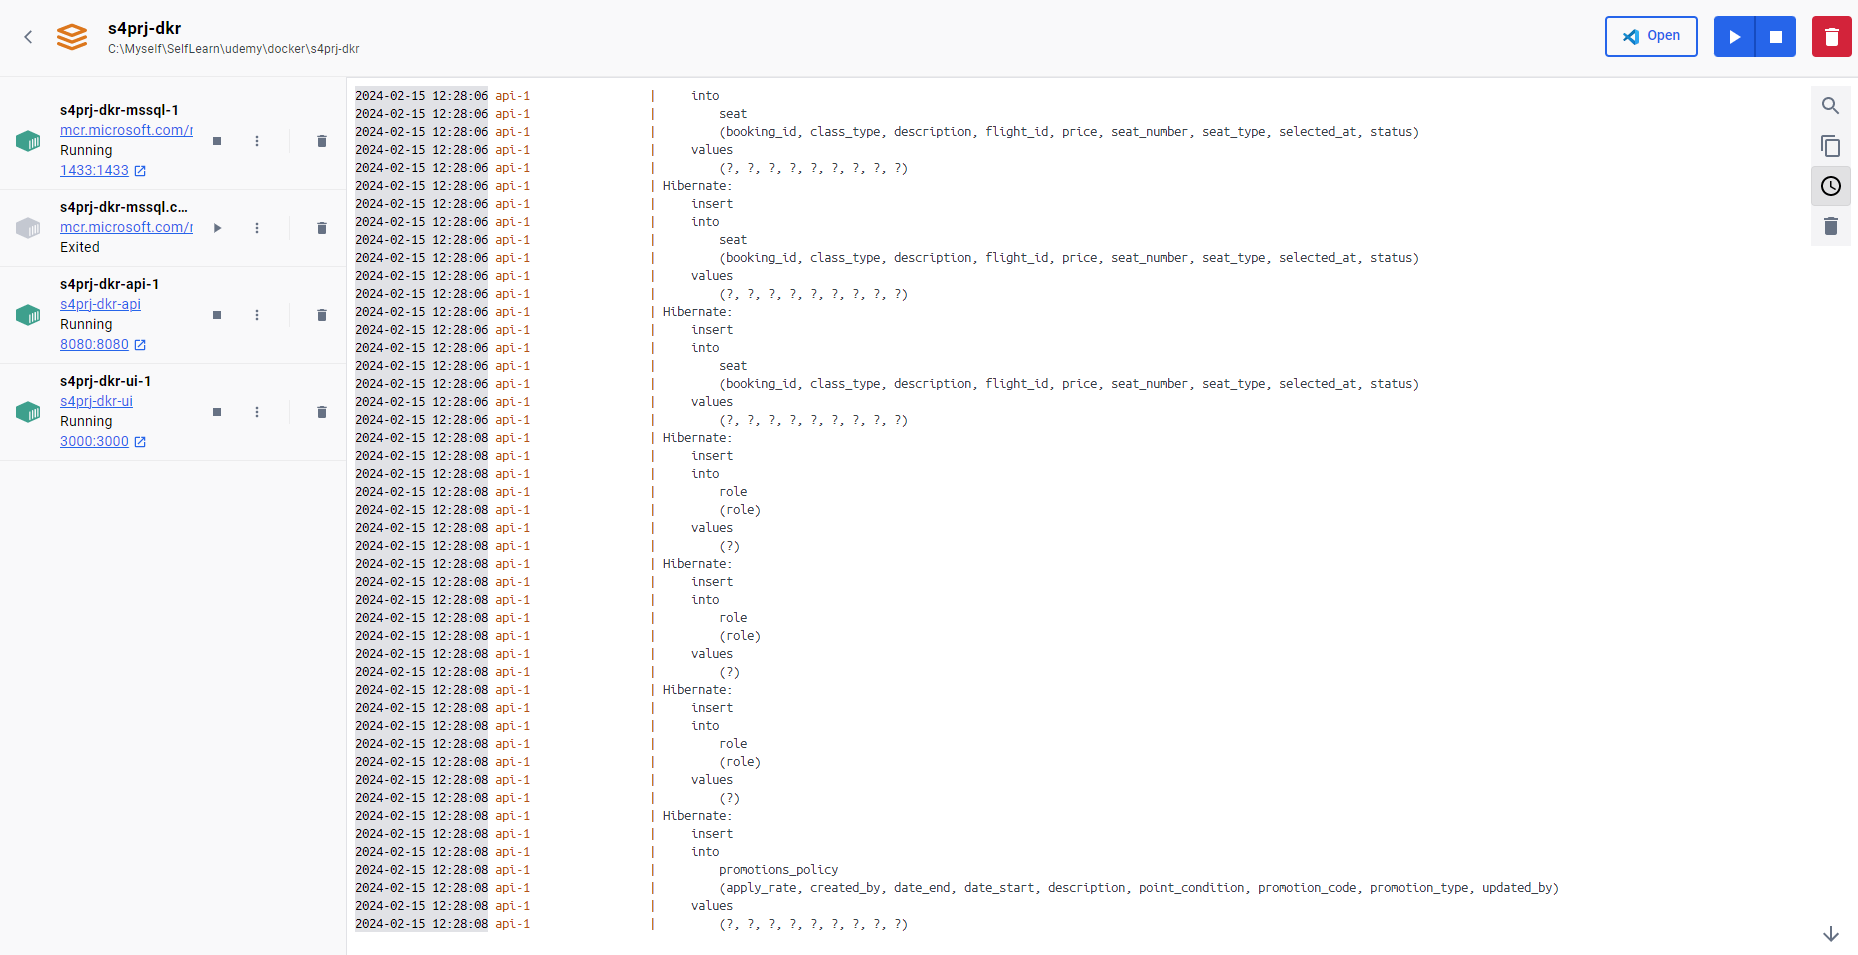 s4prj-dkr
C:\Myself\SelfLearn\udemy\docker\s4prj-dkr
Open
s4prj-dkr-mssql-1
mcr.microsoft.com/r
Running
1433:1433
s4prj-dkr-mssql.c...
mcr.microsoft.com/r
Exited
s4prj-dkr-api-1
s4prj-dkr-api
Running
8080:8080
s4prj-dkr-ui-1
s4prj-dkr-ui
Running
3000:3000
2024-02-15 12:28:06 api-1 | into
2024-02-15 12:28:06 api-1 | seat
2024-02-15 12:28:06 api-1 | (booking_id, class_type, description, flight_id, price, seat_number, seat_type, selected_at, status)
2024-02-15 12:28:06 api-1 | values
2024-02-15 12:28:06 api-1 | (?, ?, ?, ?, ?, ?, ?, ?, ?)
2024-02-15 12:28:06 api-1 | Hibernate:
2024-02-15 12:28:06 api-1 | insert
2024-02-15 12:28:06 api-1 | into
2024-02-15 12:28:06 api-1 | seat
2024-02-15 12:28:06 api-1 | (booking_id, class_type, description, flight_id, price, seat_number, seat_type, selected_at, status)
2024-02-15 12:28:06 api-1 | values
2024-02-15 12:28:06 api-1 | (?, ?, ?, ?, ?, ?, ?, ?, ?)
2024-02-15 12:28:06 api-1 | Hibernate:
2024-02-15 12:28:06 api-1 | insert
2024-02-15 12:28:06 api-1 | into
2024-02-15 12:28:06 api-1 | seat
2024-02-15 12:28:06 api-1 | (booking_id, class_type, description, flight_id, price, seat_number, seat_type, selected_at, status)
2024-02-15 12:28:06 api-1 | values
2024-02-15 12:28:06 api-1 | (?, ?, ?, ?, ?, ?, ?, ?, ?)
2024-02-15 12:28:08 api-1 | Hibernate:
2024-02-15 12:28:08 api-1 | insert
2024-02-15 12:28:08 api-1 | into
2024-02-15 12:28:08 api-1 | role
2024-02-15 12:28:08 api-1 | (role)
2024-02-15 12:28:08 api-1 | values
2024-02-15 12:28:08 api-1 | (?)
2024-02-15 12:28:08 api-1 | Hibernate:
2024-02-15 12:28:08 api-1 | insert
2024-02-15 12:28:08 api-1 | into
2024-02-15 12:28:08 api-1 | role
2024-02-15 12:28:08 api-1 | (role)
2024-02-15 12:28:08 api-1 | values
2024-02-15 12:28:08 api-1 | (?)
2024-02-15 12:28:08 api-1 | Hibernate:
2024-02-15 12:28:08 api-1 | insert
2024-02-15 12:28:08 api-1 | into
2024-02-15 12:28:08 api-1 | role
2024-02-15 12:28:08 api-1 | (role)
2024-02-15 12:28:08 api-1 | values
2024-02-15 12:28:08 api-1 | (?)
2024-02-15 12:28:08 api-1 | Hibernate:
2024-02-15 12:28:08 api-1 | insert
2024-02-15 12:28:08 api-1 | into
2024-02-15 12:28:08 api-1 | promotions_policy
2024-02-15 12:28:08 api-1 | (apply_rate, created_by, date_end, date_start, description, point_condition, promotion_code, promotion_type, updated_by)
2024-02-15 12:28:08 api-1 | values
2024-02-15 12:28:08 api-1 | (?, ?, ?, ?, ?, ?, ?, ?, ?)